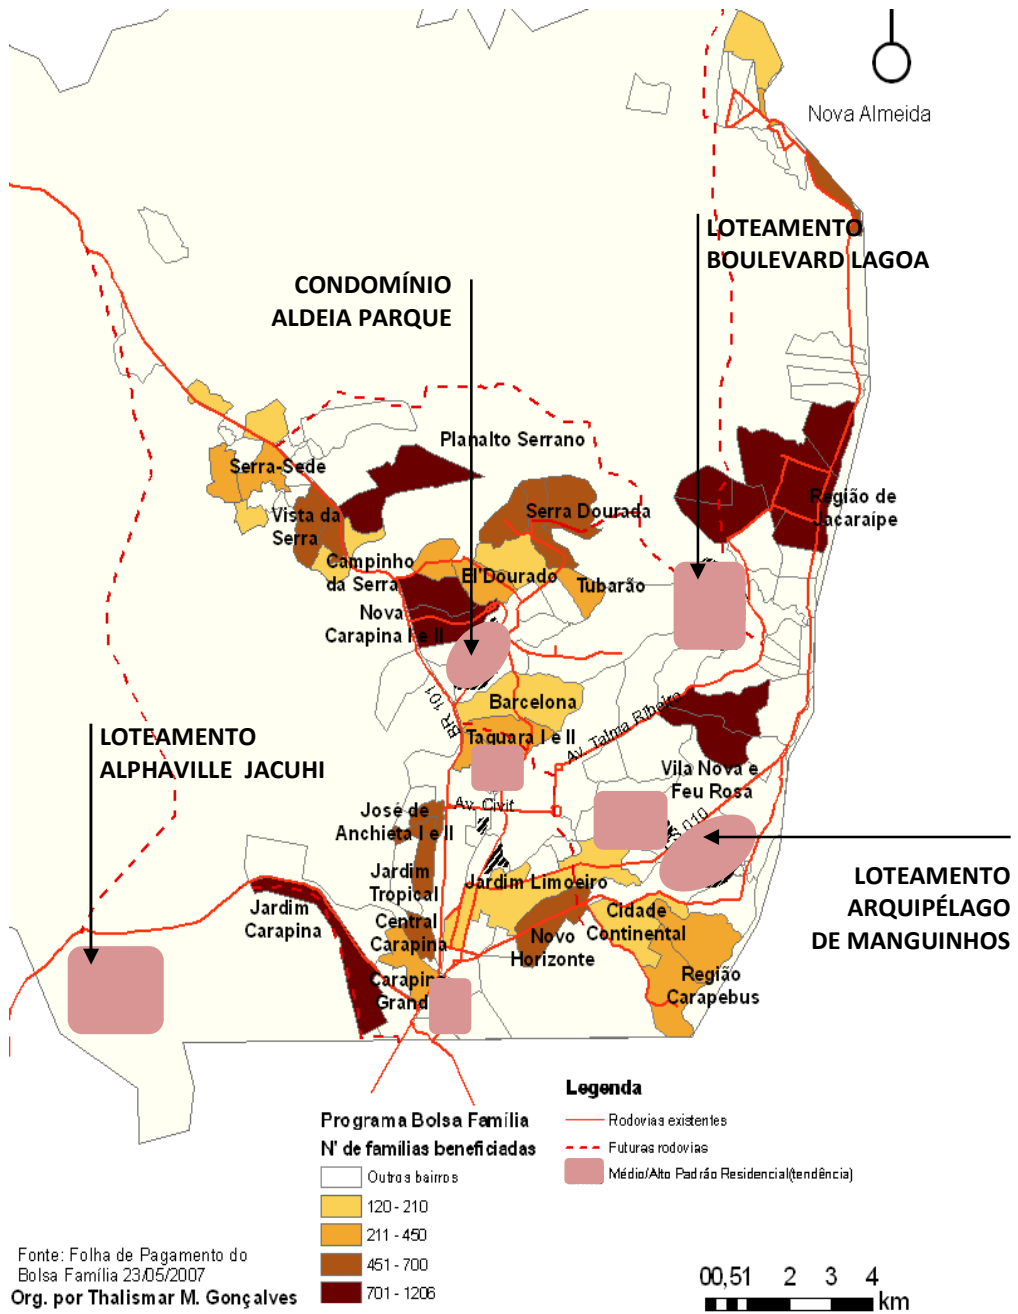 Nova Almeida
LOTEAMENTO
BOULEVARD LAGOA
CONDOMÍNIO
ALDEIA PARQUE
Planalto Serrano
Serra-Sede
Região de
Jacaraípe
Vista da
Serra
Serra Dourada
Campinho
da Serra
El'Dourado
Tubarão
Nova
Carapina I e II
BR 101
Barcelona
Av. Talma Ribeiro
Taquara I e II
LOTEAMENTO
ALPHAVILLE JACUHI
Vila Nova e
Feu Rosa
José de
Anchieta I e II
Av. Civit
ES 010
Jardim
Tropical
Jardim Limoeiro
LOTEAMENTO
ARQUIPÉLAGO
DE MANGUINHOS
Jardim
Carapina
Central
Carapina
Cidade
Continental
Novo
Horizonte
Carapina
Grande
Região
Carapebus
Legenda
Rodovias existentes
Futuras rodovias
Médio/Alto Padrão Residencial(tendência)
Programa Bolsa Família
N' de famílias beneficiadas
Outros bairros
120 - 210
211 - 450
451 - 700
701 - 1206
Fonte: Folha de Pagamento do
Bolsa Família 23/05/2007
Org. por Thalismar M. Gonçalves
00,51 2 3 4
km